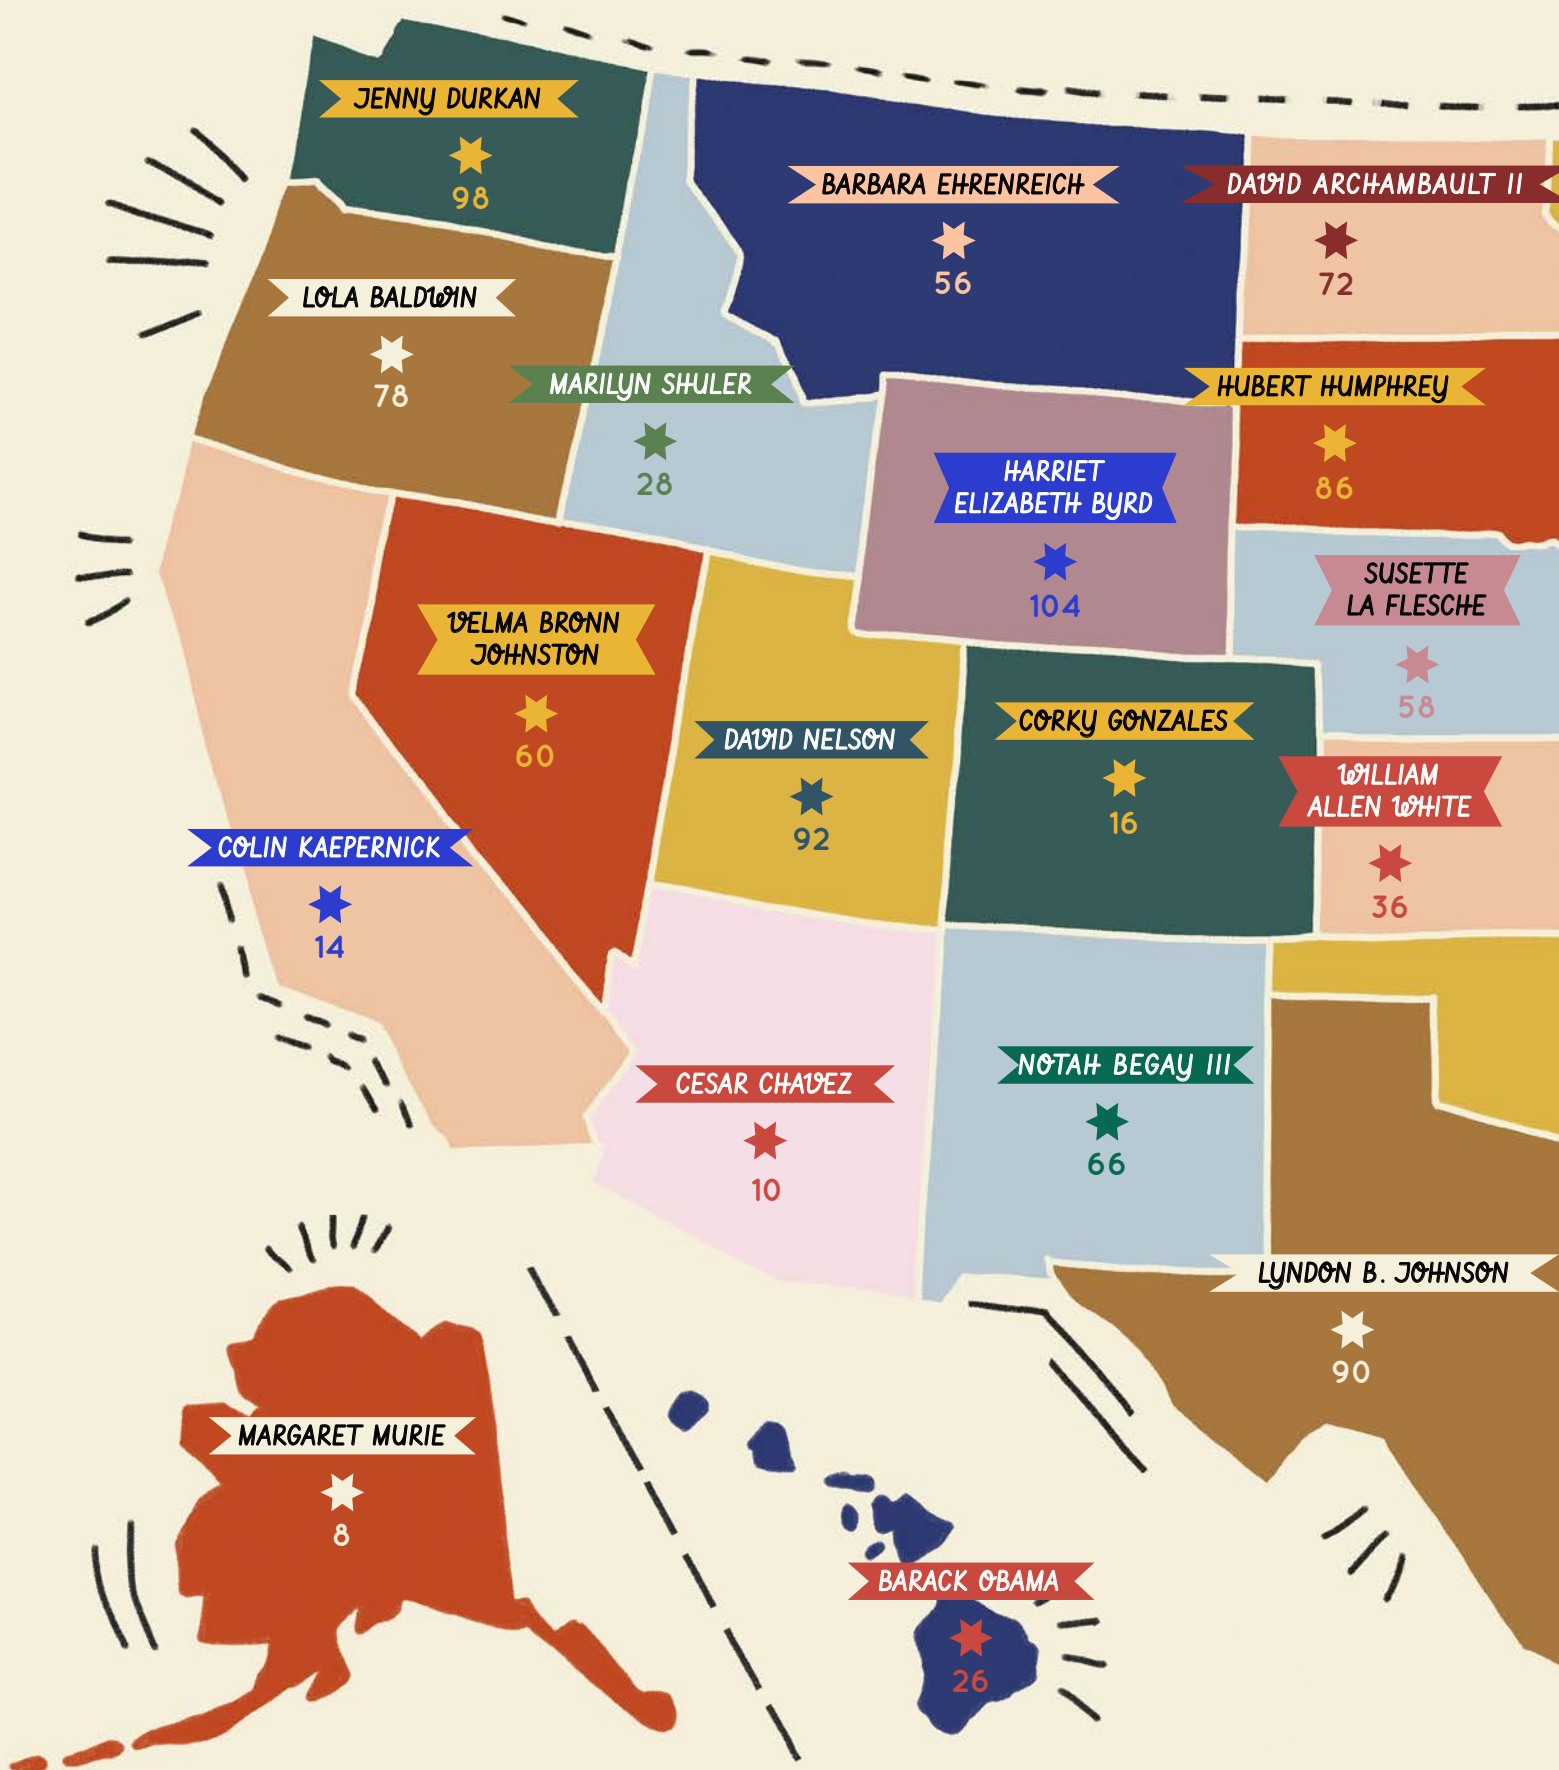 JENNY DURKAN
98
BARBARA EHRENREICH
56
DAVID ARCHAMBAULT II
72
LOLA BALDWIN
78
MARILYN SHULER
28
HUBERT HUMPHREY
86
HARRIET
ELIZABETH BYRD
104
SUSETTE
LA FLESCHE
58
VELMA BRONN
JOHNSTON
60
DAVID NELSON
92
CORKY GONZALES
16
WILLIAM
ALLEN WHITE
36
COLIN KAEPERNICK
14
CESAR CHAVEZ
10
NOTAH BEGAY III
66
LYNDON B. JOHNSON
90
MARGARET MURIE
8
BARACK OBAMA
26